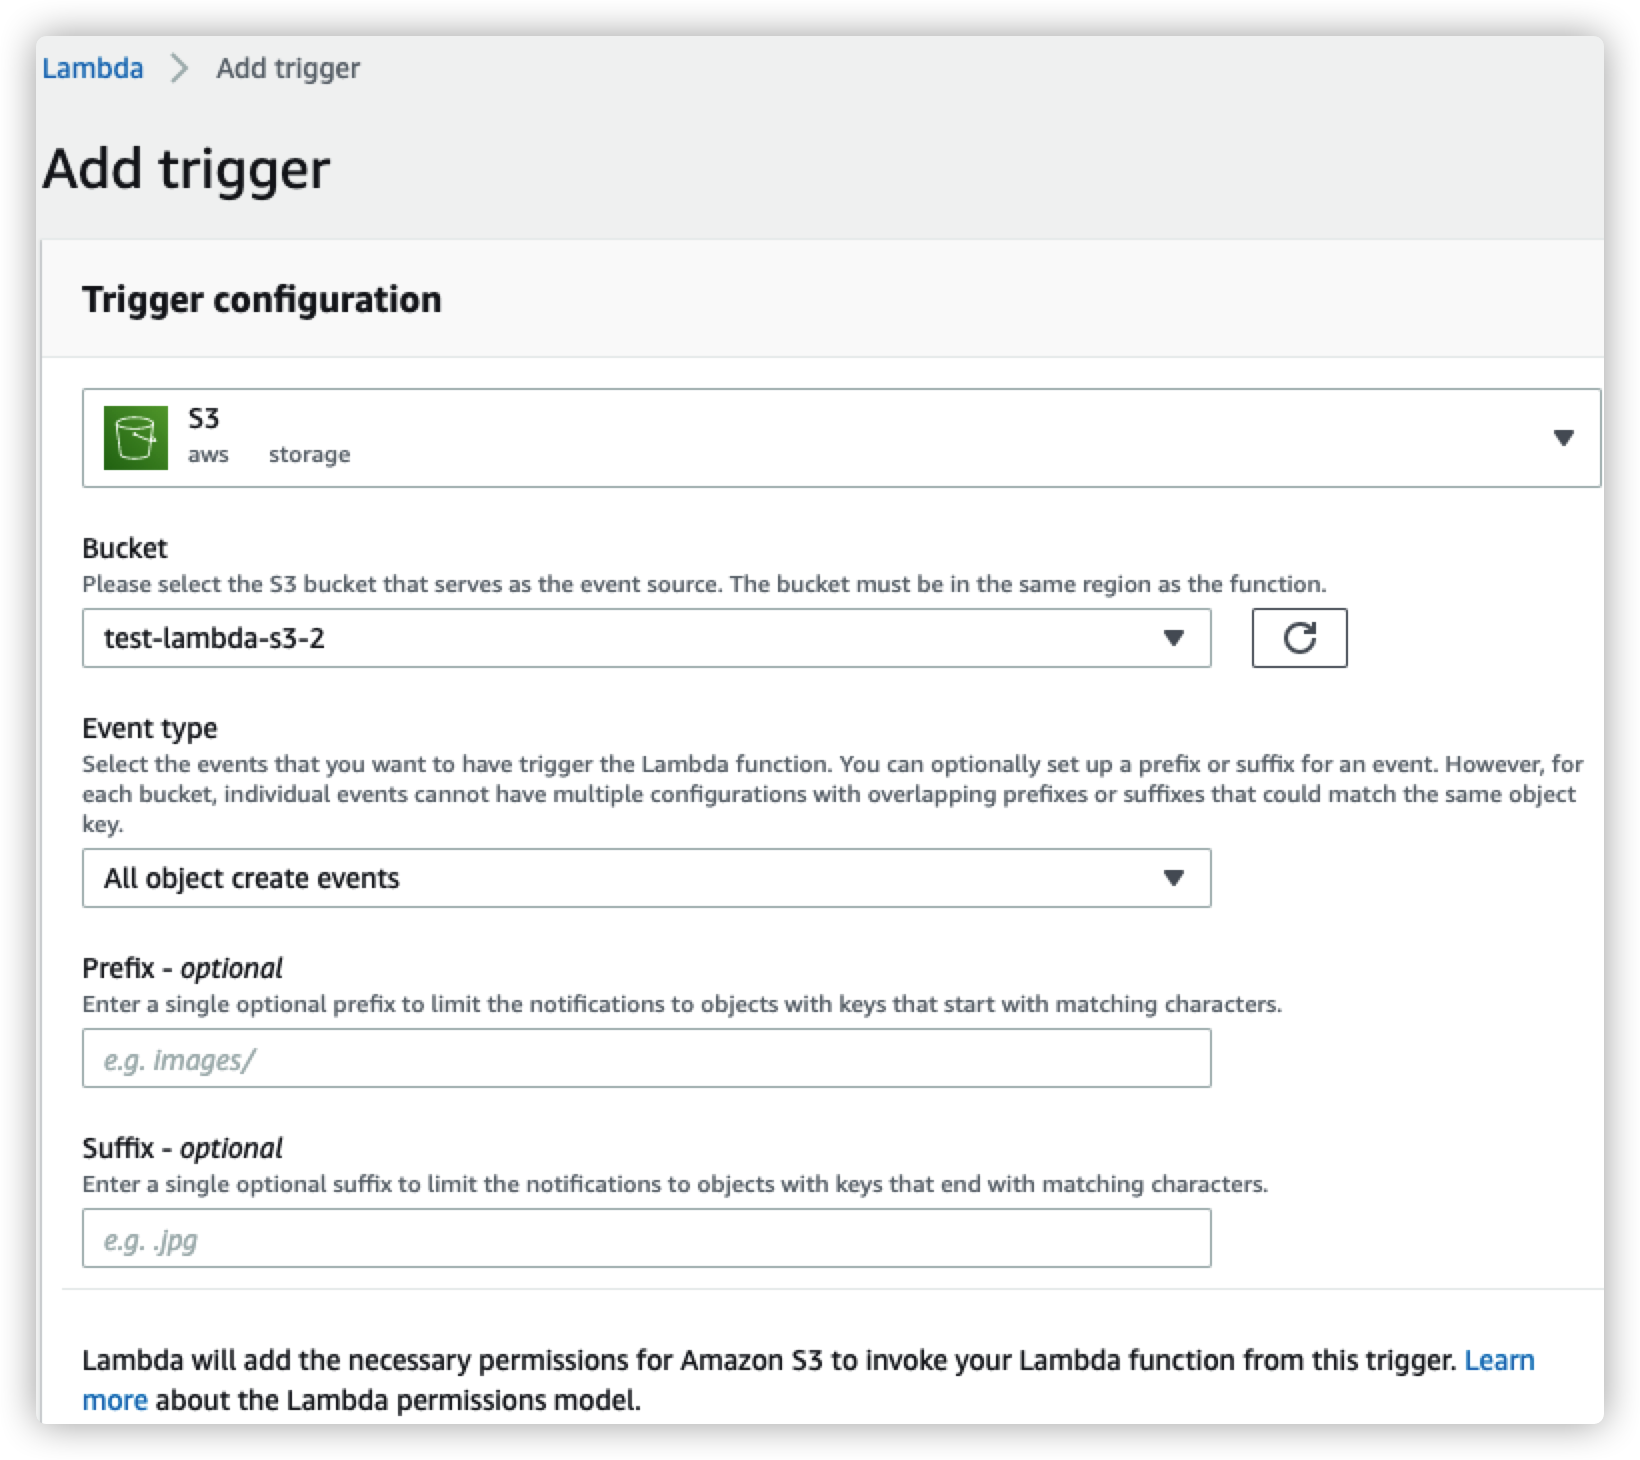 Lambda > Add trigger
Add trigger
Trigger configuration
S3
aws storage
Bucket
Please select the S3 bucket that serves as the event source. The bucket must be in the same region as the function.
test-lambda-s3-2
Event type
Select the events that you want to have trigger the Lambda function. You can optionally set up a prefix or suffix for an event. However, for
each bucket, individual events cannot have multiple configurations with overlapping prefixes or suffixes that could match the same object
key.
All object create events
Prefix - optional
Enter a single optional prefix to limit the notifications to objects with keys that start with matching characters.
e.g. images/
Suffix - optional
Enter a single optional suffix to limit the notifications to objects with keys that end with matching characters.
e.g. .jpg
Lambda will add the necessary permissions for Amazon S3 to invoke your Lambda function from this trigger. Learn
more about the Lambda permissions model.